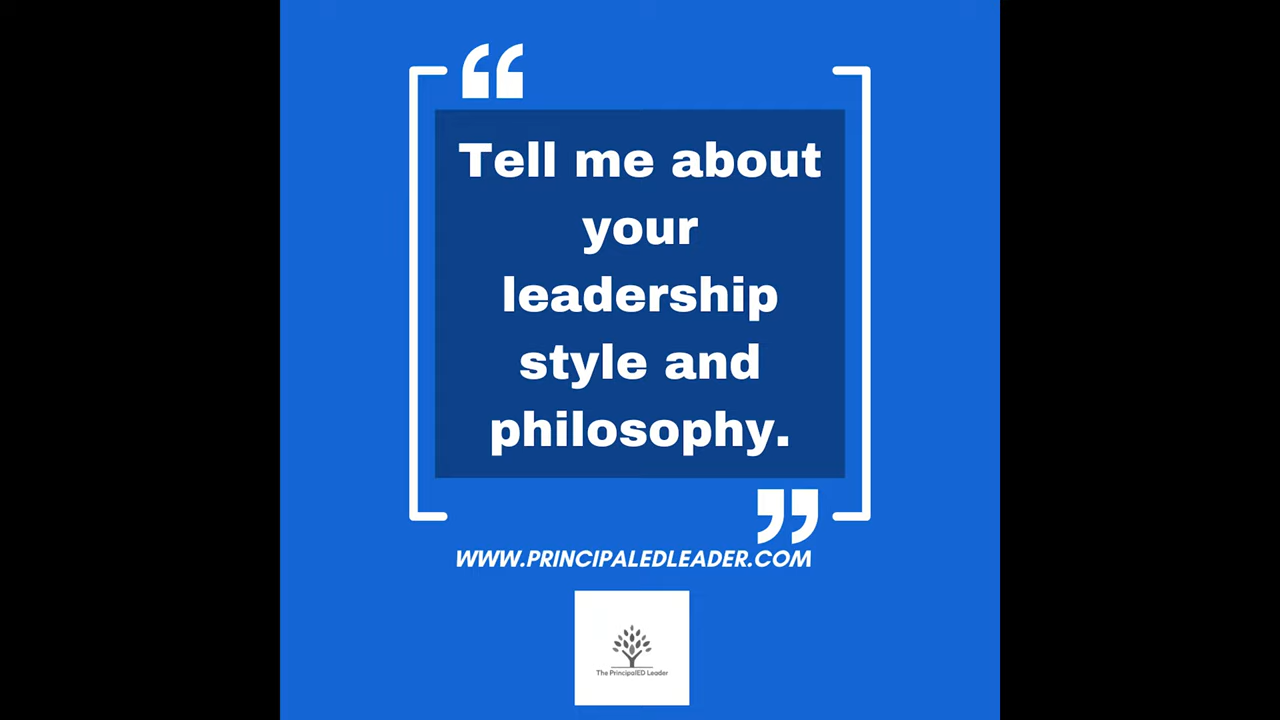 “
Tell me about
your
leadership
style and
philosophy.
”
WWW.PRINCIPALEDLEADER.COM
The PrincipalED Leader